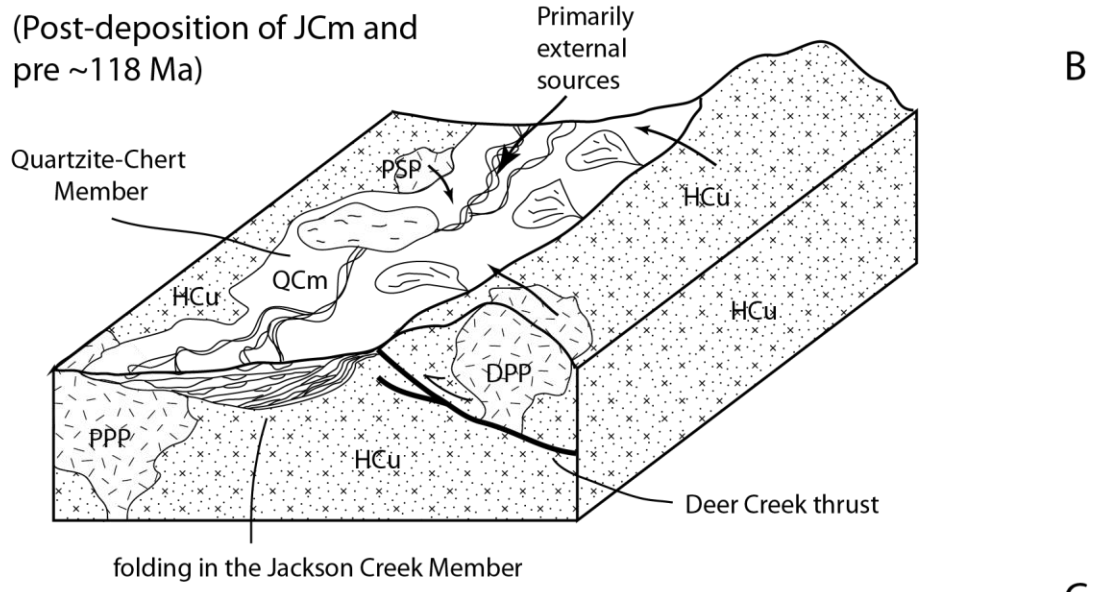 (Post-deposition of JCm and
pre ~118 Ma)
Primarily
external
sources
B
Quartzite-Chert
Member
PSP
HCu
QCm
HCu
HCu
DPP
PPP
HCu
Deer Creek thrust
folding in the Jackson Creek Member